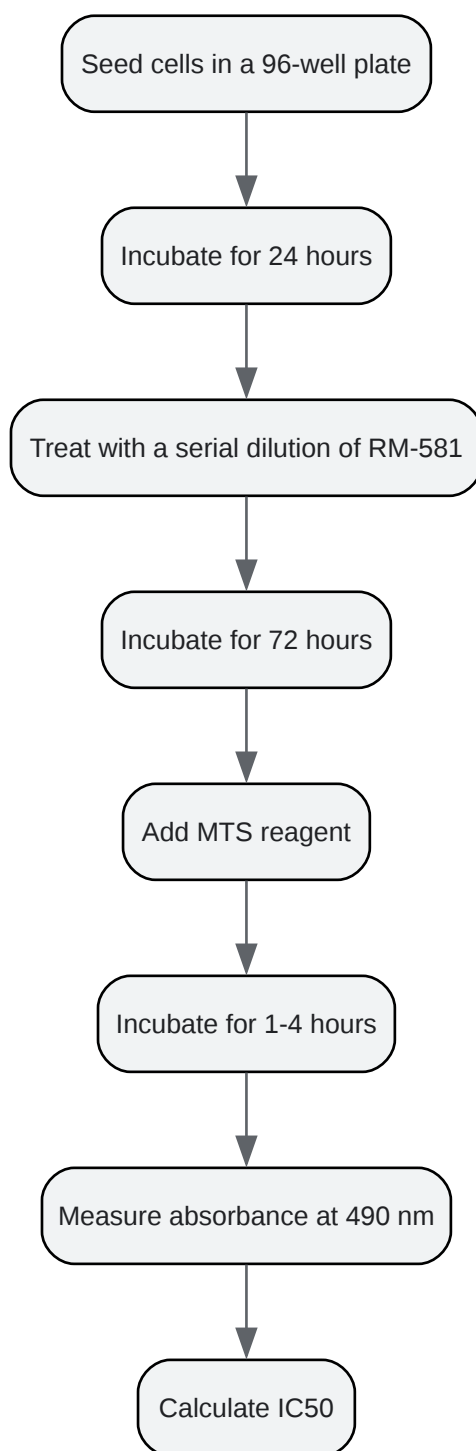 Seed cells in a 96-well plate
Incubate for 24 hours
Treat with a serial dilution of RM-581
Incubate for 72 hours
Add MTS reagent
Incubate for 1-4 hours
Measure absorbance at 490 nm
Calculate IC50